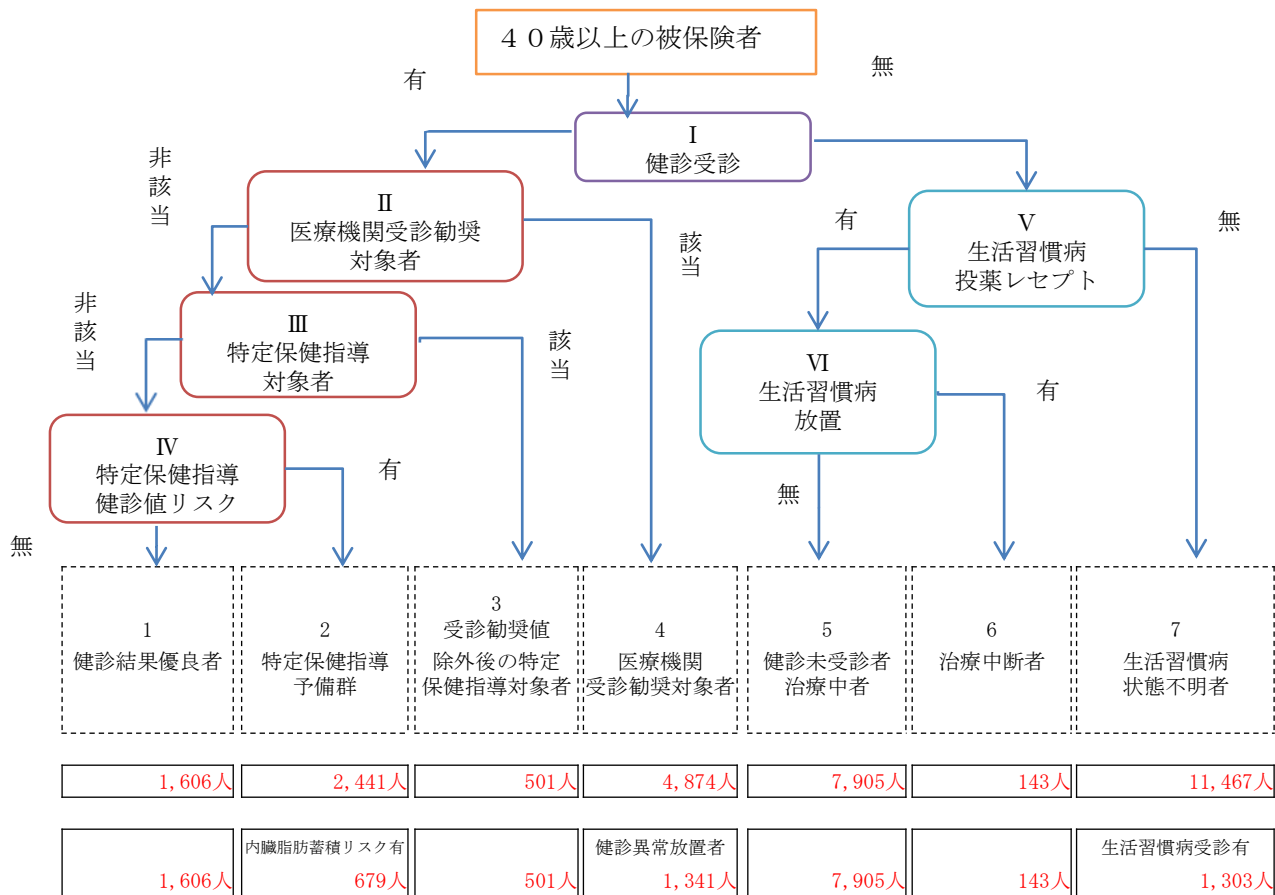 ４０歳以上の被保険者
有
無
Ⅰ
健診受診
非該当
Ⅱ
医療機関受診勧奨
対象者
該当
有
Ⅴ
生活習慣病
投薬レセプト
無
非該当
Ⅲ
特定保健指導
対象者
該当
Ⅵ
生活習慣病
放置
有
無
Ⅳ
特定保健指導
健診値リスク
有
無
1
健診結果優良者
2
特定保健指導
予備群
3
受診勧奨値
除外後の特定
保健指導対象者
4
医療機関
受診勧奨対象者
5
健診未受診者
治療中者
6
治療中断者
7
生活習慣病
状態不明者
1,606人 2,441人 501人 4,874人 7,905人 143人 11,467人
内臓脂肪蓄積リスク有 健診異常放置者 生活習慣病受診有
1,606人 679人 501人 1,341人 7,905人 143人 1,303人